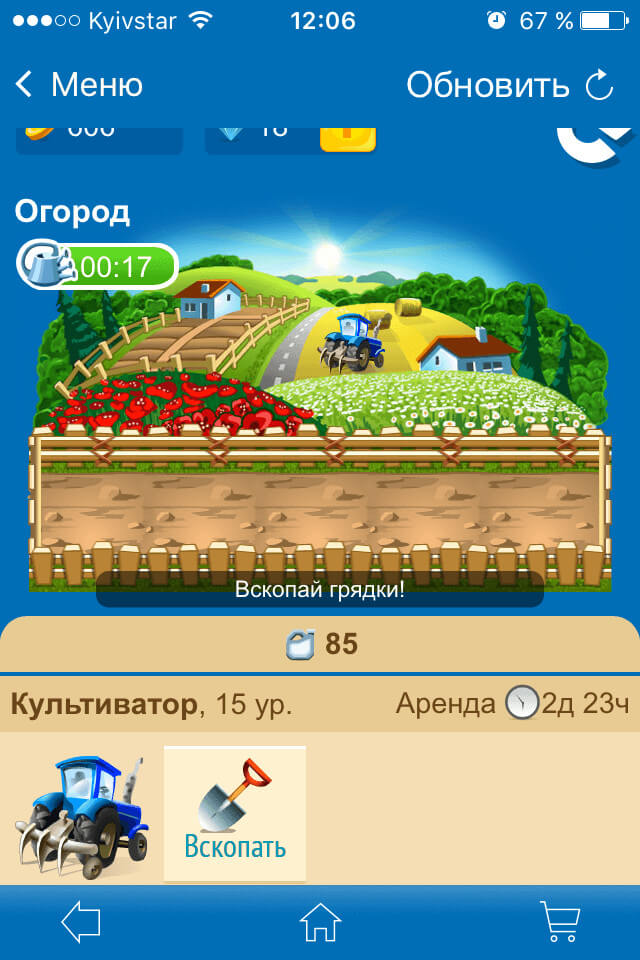 Kyivstar 12:06 67 %
Меню Обновить
Огород
00:17
Вскопай грядки!
85
Культиватор, 15 ур. Аренда 2д 23ч
Вскопать